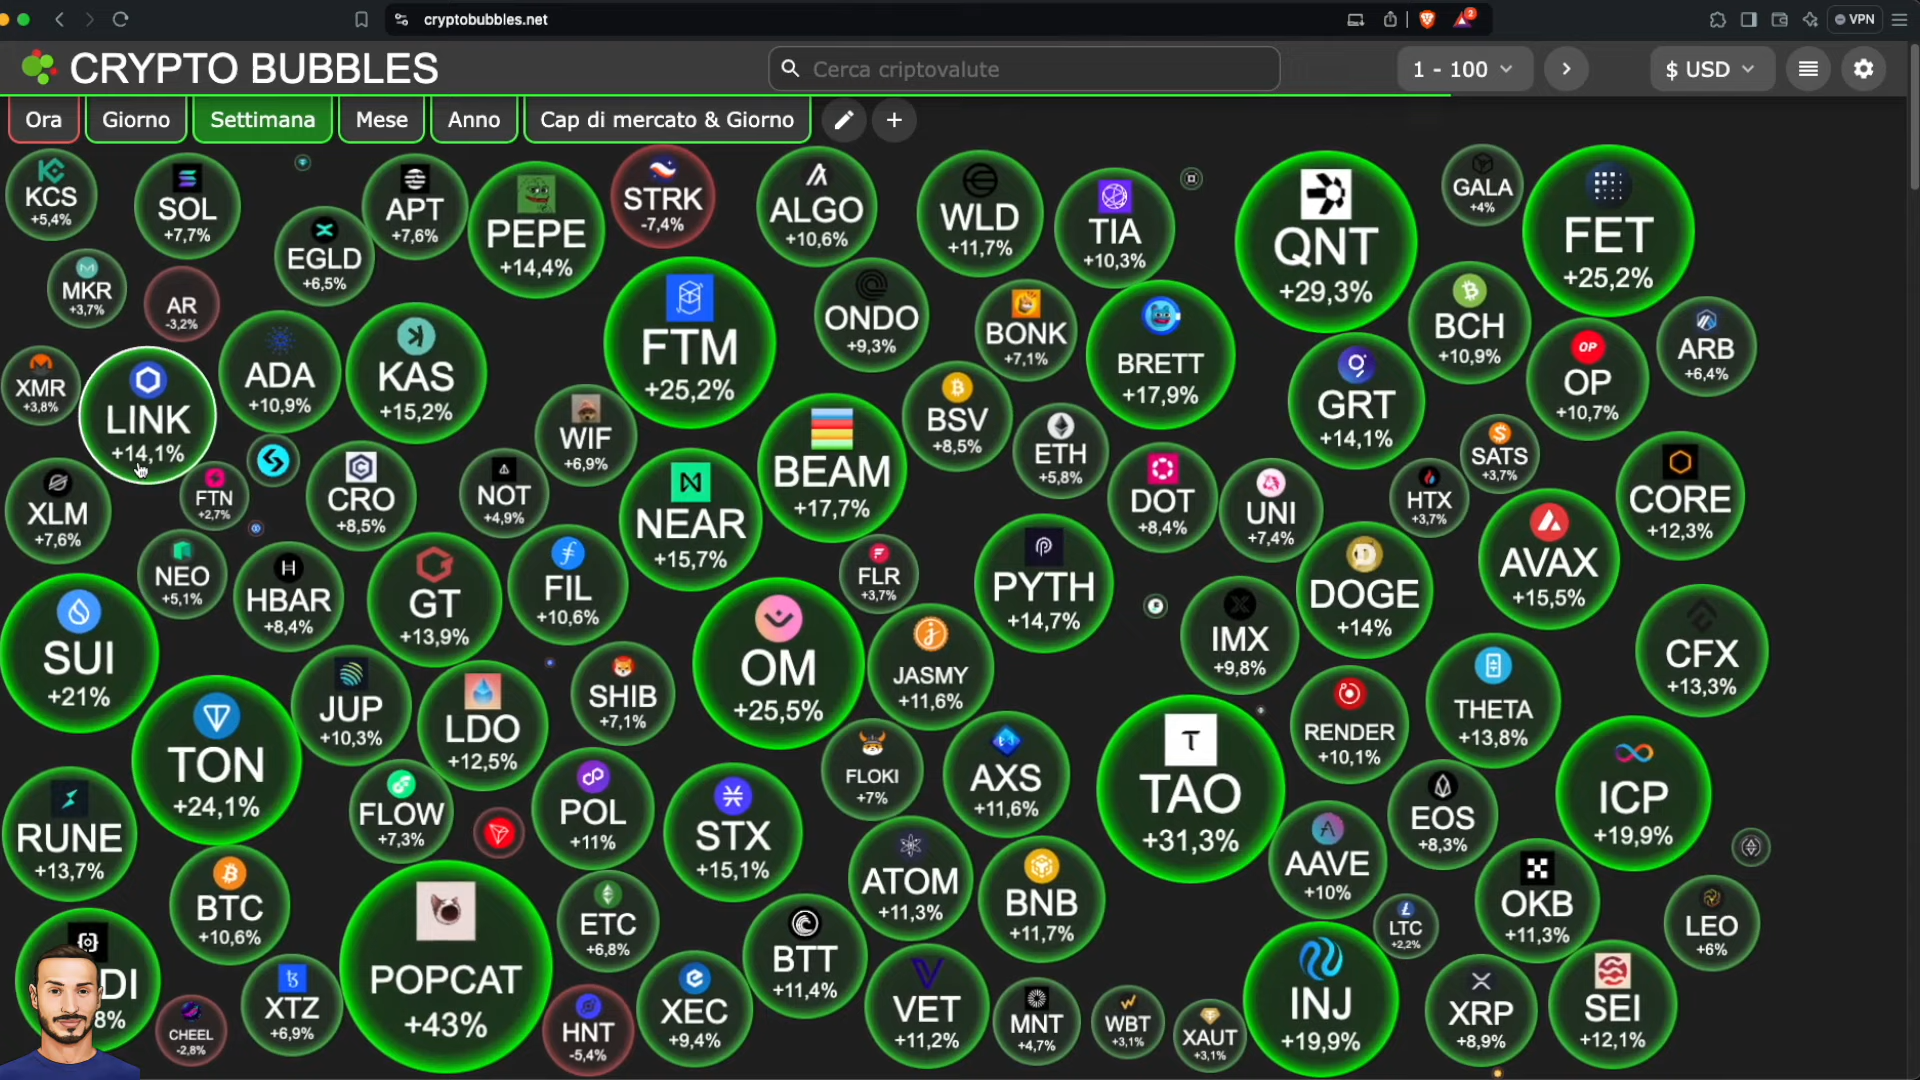 cryptobubbles.net
2
VPN
CRYPTO BUBBLES
Cerca criptovalute
1 - 100
$ USD
Ora
Giorno
Settimana
Mese
Anno
Cap di mercato & Giorno
KCS
+5,4%
SOL
+7,7%
APT
+7,6%
PEPE
+14,4%
STRK
-7,4%
ALGO
+10,6%
WLD
+11,7%
TIA
+10,3%
QNT
+29,3%
GALA
+4%
FET
+25,2%
EGLD
+6,5%
MKR
+3,7%
AR
-3,2%
FTM
+25,2%
ONDO
+9,3%
BONK
+7,1%
BRETT
+17,9%
BCH
+10,9%
OP
+10,7%
ARB
+6,4%
XMR
+3,8%
LINK
+14,1%
ADA
+10,9%
KAS
+15,2%
WIF
+6,9%
BEAM
+17,7%
BSV
+8,5%
ETH
+5,8%
GRT
+14,1%
SATS
+3,7%
CORE
+12,3%
XLM
+7,6%
FTN
+2,7%
CRO
+8,5%
NOT
+4,9%
NEAR
+15,7%
DOT
+8,4%
UNI
+7,4%
HTX
+3,7%
AVAX
+15,5%
NEO
+5,1%
HBAR
+8,4%
GT
+13,9%
FIL
+10,6%
FLR
+3,7%
PYTH
+14,7%
IMX
+9,8%
DOGE
+14%
CFX
+13,3%
SUI
+21%
JUP
+10,3%
LDO
+12,5%
SHIB
+7,1%
OM
+25,5%
JASMY
+11,6%
RENDER
+10,1%
THETA
+13,8%
TON
+24,1%
FLOW
+7,3%
POL
+11%
STX
+15,1%
FLOKI
+7%
AXS
+11,6%
TAO
+31,3%
EOS
+8,3%
ICP
+19,9%
RUNE
+13,7%
BTC
+10,6%
POPCAT
+43%
ETC
+6,8%
BTT
+11,4%
ATOM
+11,3%
BNB
+11,7%
AAVE
+10%
LTC
+2,2%
OKB
+11,3%
LEO
+6%
DI
8%
CHEEL
-2,8%
XTZ
+6,9%
HNT
-5,4%
XEC
+9,4%
VET
+11,2%
MNT
+4,7%
WBT
+3,1%
XAUT
+3,1%
INJ
+19,9%
XRP
+8,9%
SEI
+12,1%